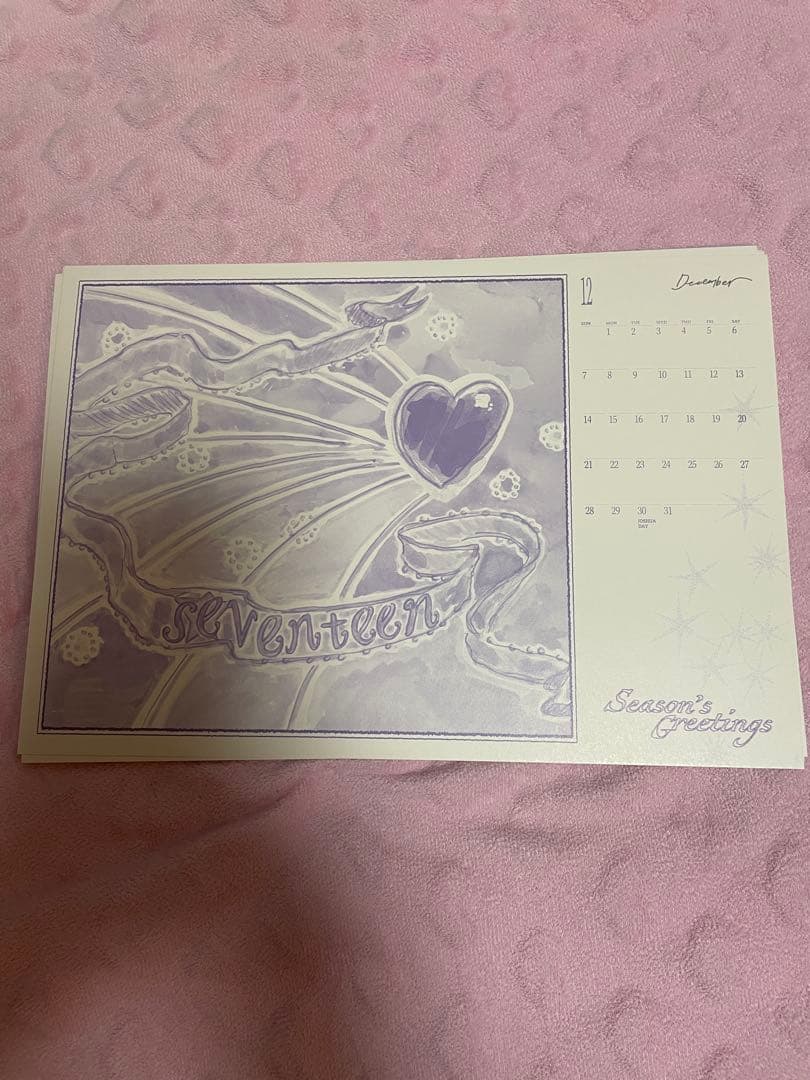 seventeen
12
December
SUN MON TUE WED THU FRI SAT
1 2 3 4 5 6
7 8 9 10 11 12 13
14 15 16 17 18 19 20
21 22 23 24 25 26 27
28 29 30 31
JOSHUA
DAY
Season's
Greetings